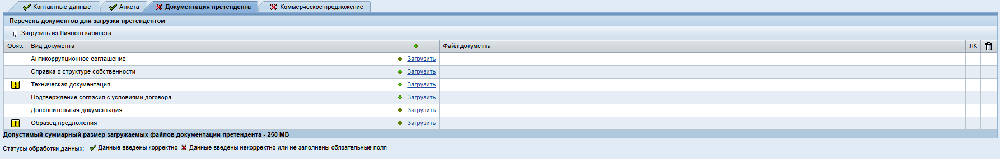 Контактные данные Анкета Документация претендента Коммерческое предложение
Перечень документов для загрузки претендентом
Загрузить из Личного кабинета
Обяз. Вид документа Файл документа ЛК
Антикоррупционное соглашение Загрузить
Справка о структуре собственности Загрузить
Техническая документация Загрузить
Подтверждение согласия с условиями договора Загрузить
Дополнительная документация Загрузить
Образец предложения Загрузить
Допустимый суммарный размер загружаемых файлов документации претендента - 250 MB
Статусы обработки данных: Данные введены корректно Данные введены некорректно или не заполнены обязательные поля